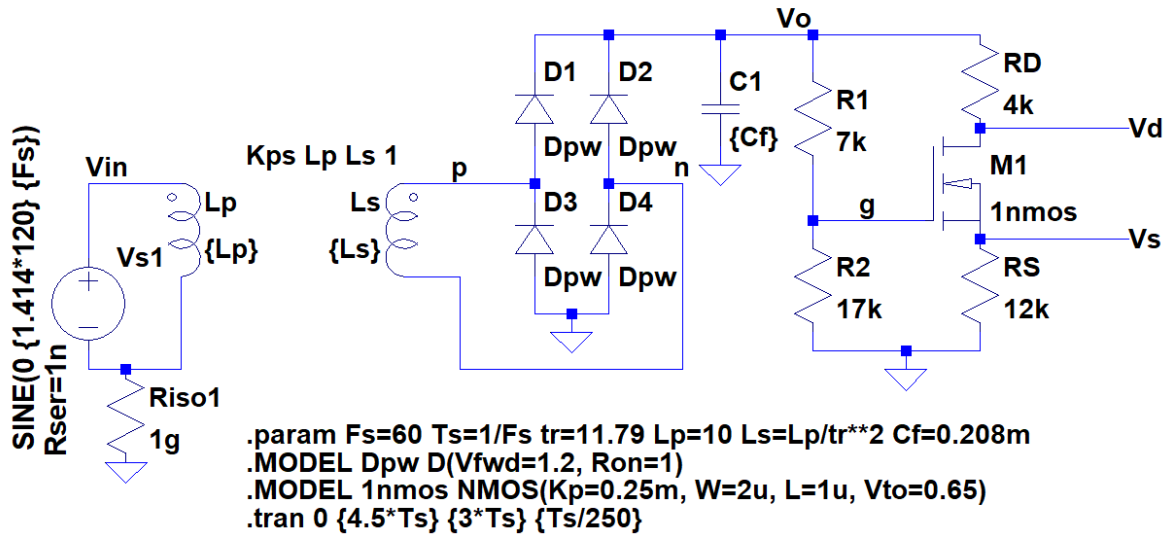 Vo
D1
D2
C1
RD
Dpw
Dpw
{Cf}
R1
4k
7k
Vd
SINE(0 {1.414*120} {Fs})
Rser=1n
Vin
Kps Lp Ls 1
p
n
M1
Lp
Ls
D3
D4
g
1nmos
{Lp}
{Ls}
Vs
Vs1
Dpw
Dpw
R2
RS
17k
12k
Riso1
1g
.param Fs=60 Ts=1/Fs tr=11.79 Lp=10 Ls=Lp/tr**2 Cf=0.208m
.MODEL Dpw D(Vfwd=1.2, Ron=1)
.MODEL 1nmos NMOS(Kp=0.25m, W=2u, L=1u, Vto=0.65)
.tran 0 {4.5*Ts} {3*Ts} {Ts/250}